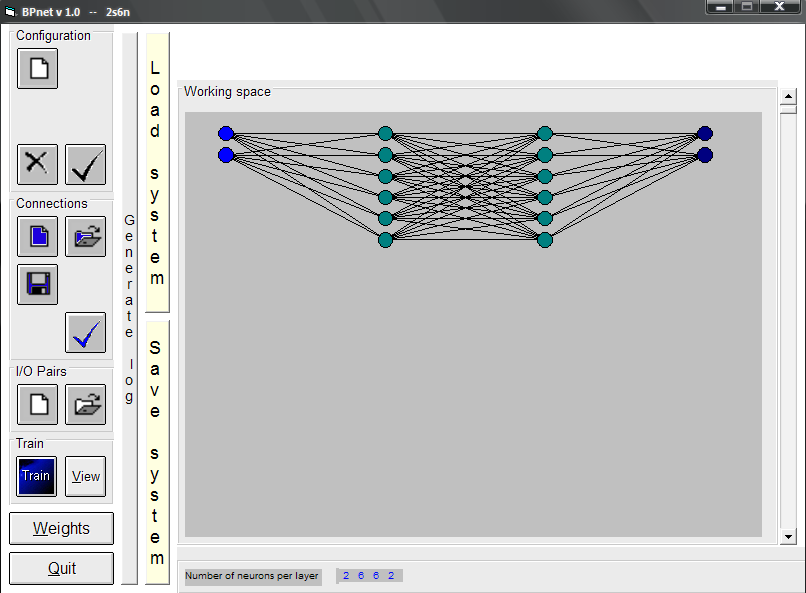 BPnet v 1.0 -- 2s6n
Configuration
Connections
I/O Pairs
Train
Train
View
Weights
Quit
Generate log
Load system
Save system
Working space
Number of neurons per layer
2 6 6 2